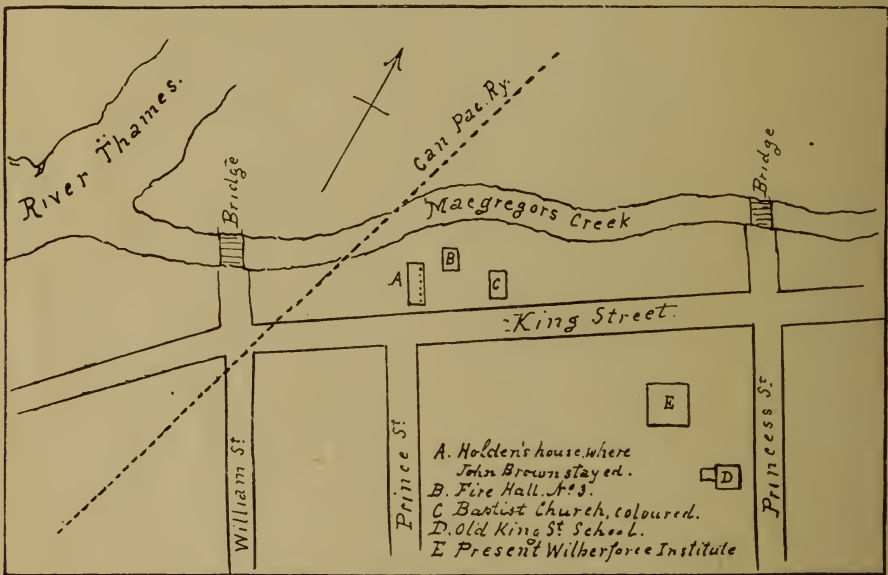 River Thames.
Bridge
Can Pac. Ry.
Macgregors Creek
Bridge
A
B
C
King Street.
E
D
William St
Prince St
Princess St
A. Holden's house where
John Brown stayed.
B. Fire Hall. No 3.
C Baptist Church, coloured.
D. Old King St School.
E Present Wilberforce Institute